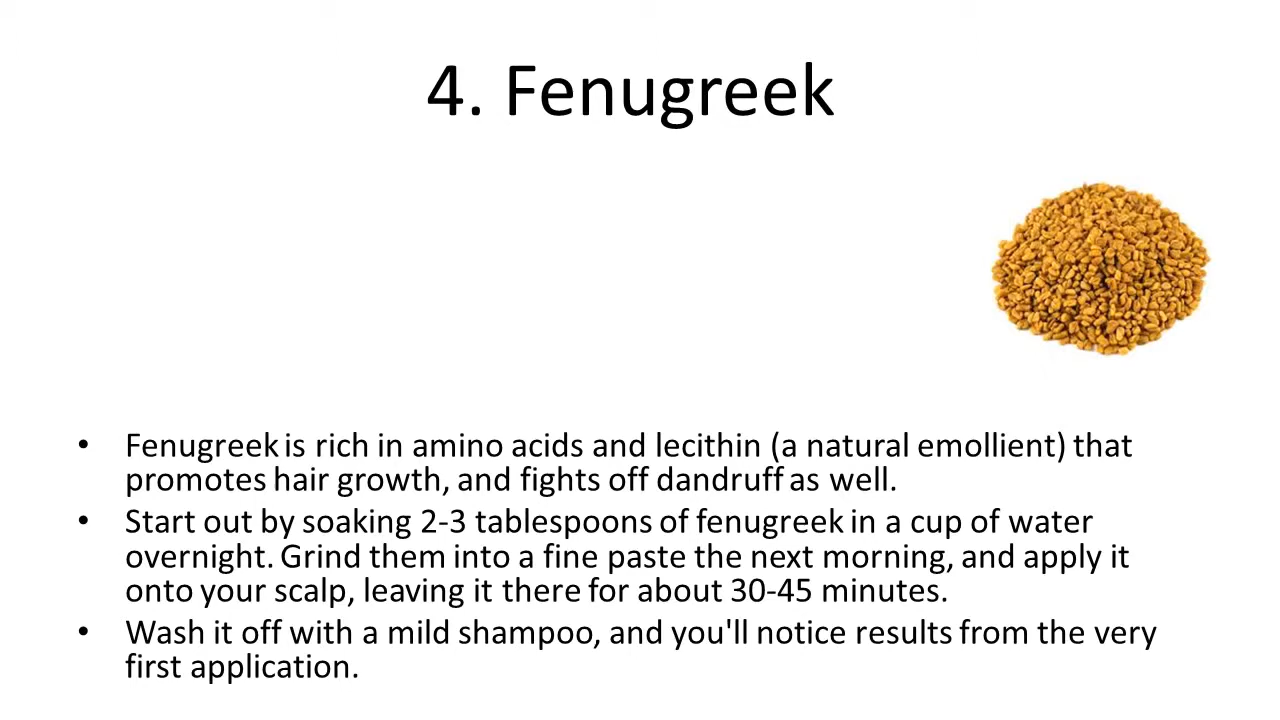 4. Fenugreek
• Fenugreek is rich in amino acids and lecithin (a natural emollient) that
promotes hair growth, and fights off dandruff as well.
• Start out by soaking 2-3 tablespoons of fenugreek in a cup of water
overnight. Grind them into a fine paste the next morning, and apply it
onto your scalp, leaving it there for about 30-45 minutes.
• Wash it off with a mild shampoo, and you'll notice results from the very
first application.